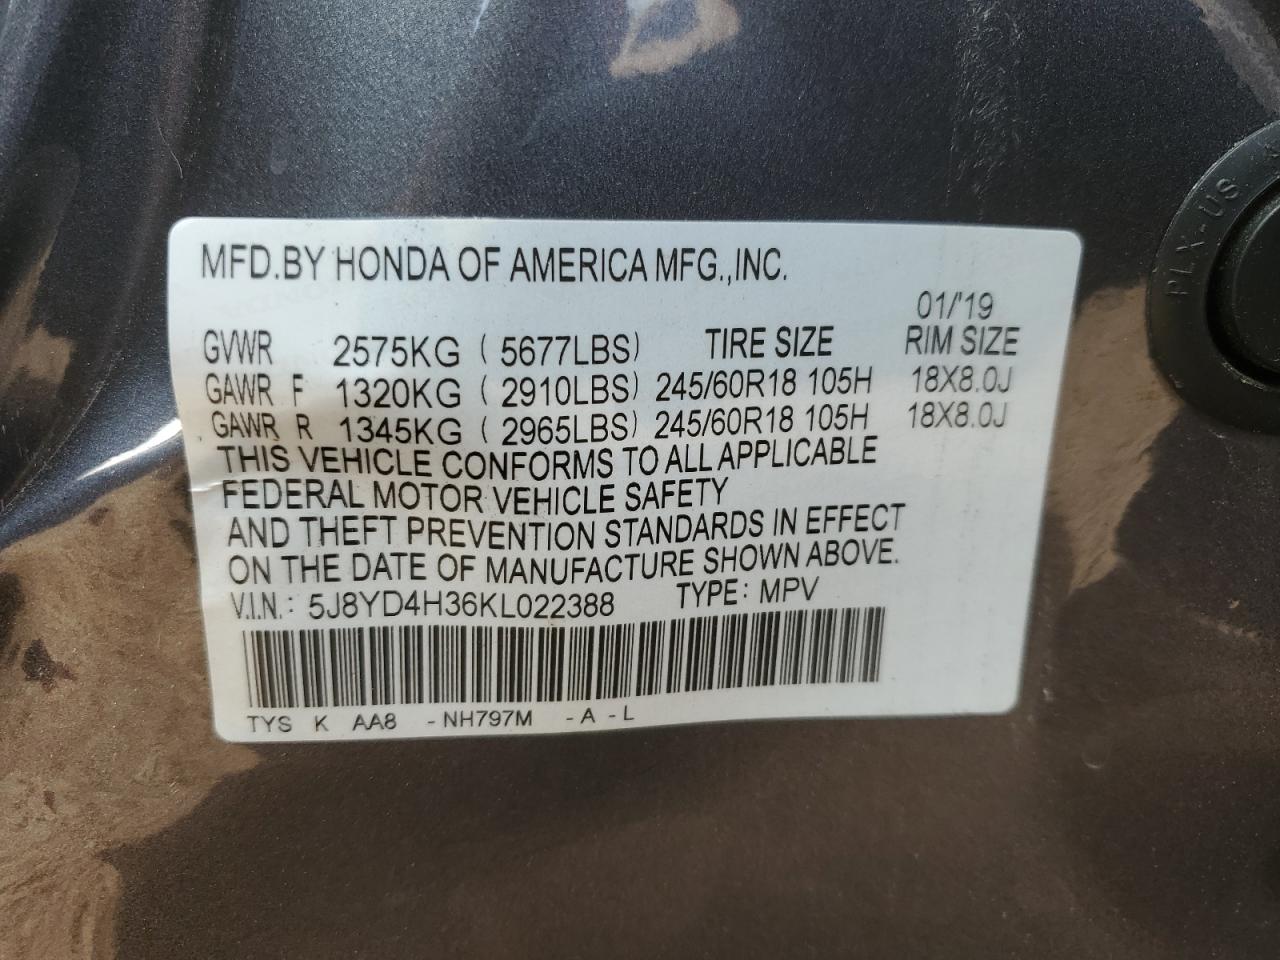 MFD.BY HONDA OF AMERICA MFG.,INC.
01/'19
GVWR 2575KG ( 5677LBS) TIRE SIZE RIM SIZE
GAWR F 1320KG ( 2910LBS) 245/60R18 105H 18X8.0J
GAWR R 1345KG ( 2965LBS) 245/60R18 105H 18X8.0J
THIS VEHICLE CONFORMS TO ALL APPLICABLE
FEDERAL MOTOR VEHICLE SAFETY
AND THEFT PREVENTION STANDARDS IN EFFECT
ON THE DATE OF MANUFACTURE SHOWN ABOVE.
V.I.N.: 5J8YD4H36KL022388 TYPE: MPV
TYS K AA8 -NH797M -A -L
PLX-US